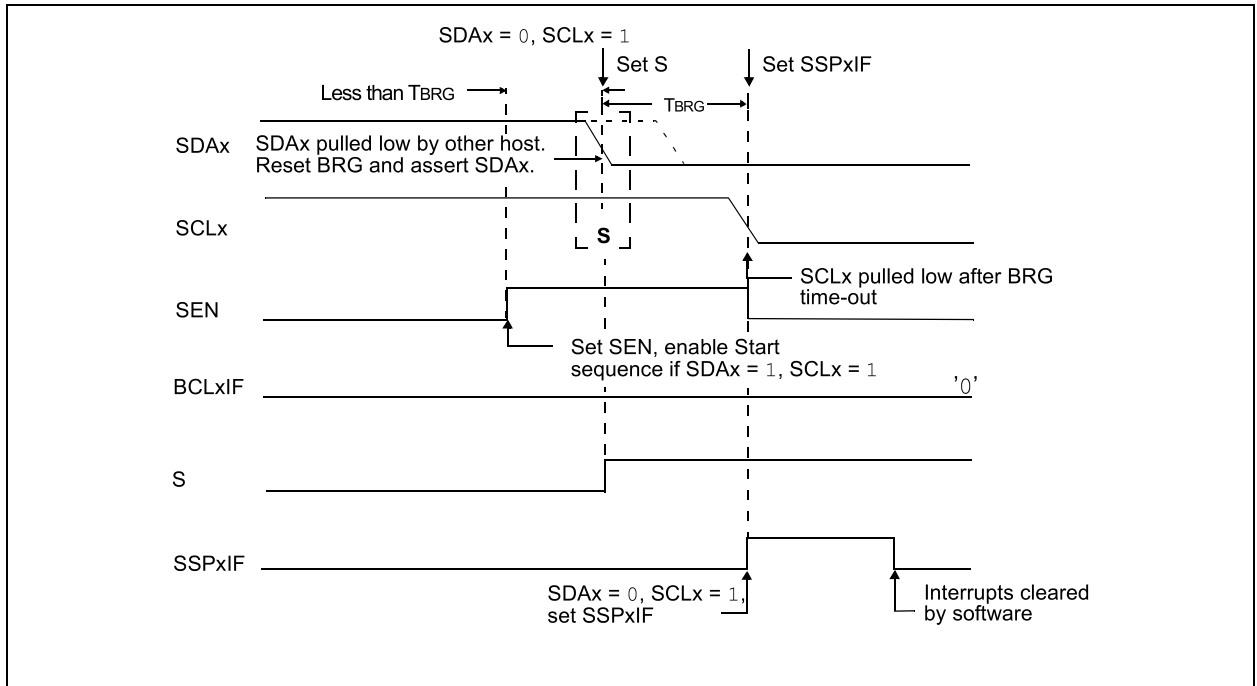 SDAx = 0, SCLx = 1
Set S
Set SSPxIF
Less than TBRG
TBRG
SDAx
SDAx pulled low by other host.
Reset BRG and assert SDAx.
SCLx
S
SCLx pulled low after BRG
time-out
SEN
Set SEN, enable Start
sequence if SDAx = 1, SCLx = 1
BCLxIF
'0'
S
SSPxIF
SDAx = 0, SCLx = 1,
set SSPxIF
Interrupts cleared
by software